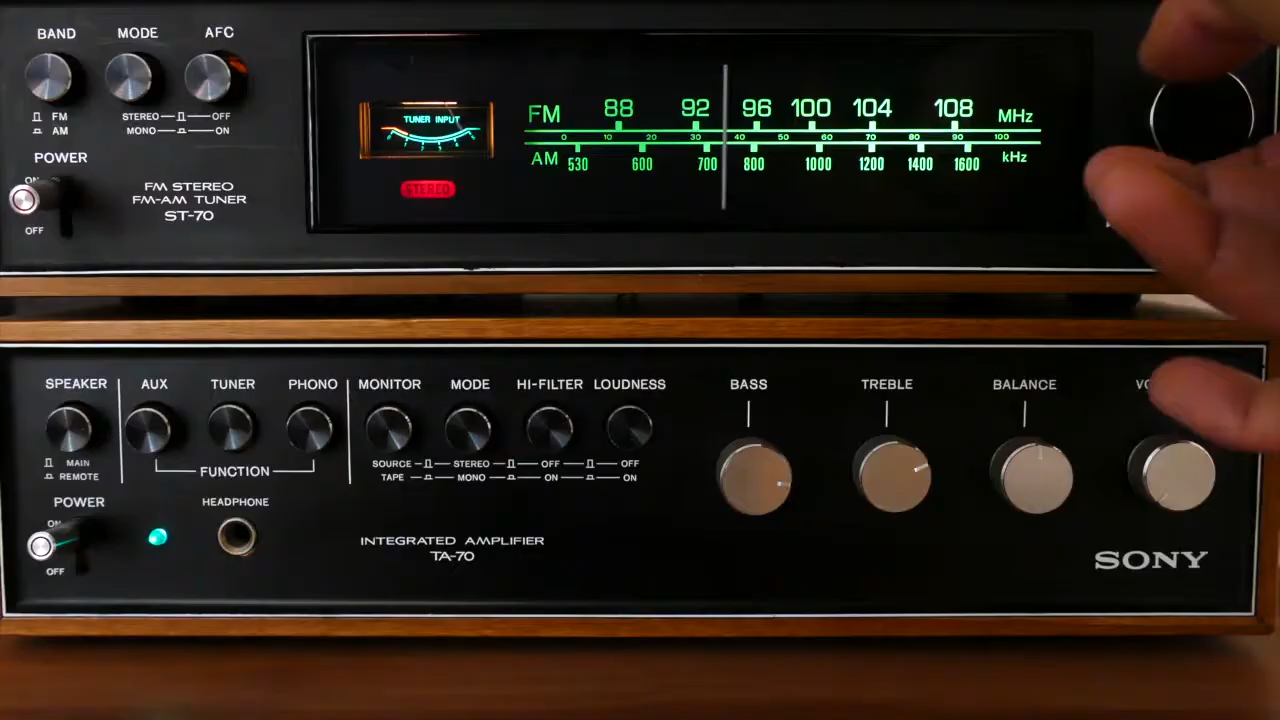 BAND MODE AFC
FM STEREO OFF
AM MONO ON
POWER
ON
OFF
FM STEREO
FM-AM TUNER
ST-70
TUNER INPUT
STEREO
FM 88 92 96 100 104 108 MHz
0 10 20 30 40 50 60 70 80 90 100
AM 530 600 700 800 1000 1200 1400 1600 kHz
SPEAKER AUX TUNER PHONO MONITOR MODE HI-FILTER LOUDNESS BASS TREBLE BALANCE
MAIN
REMOTE
FUNCTION
SOURCE STEREO OFF OFF
TAPE MONO ON ON
POWER
ON
OFF
HEADPHONE
INTEGRATED AMPLIFIER
TA-70
SONY